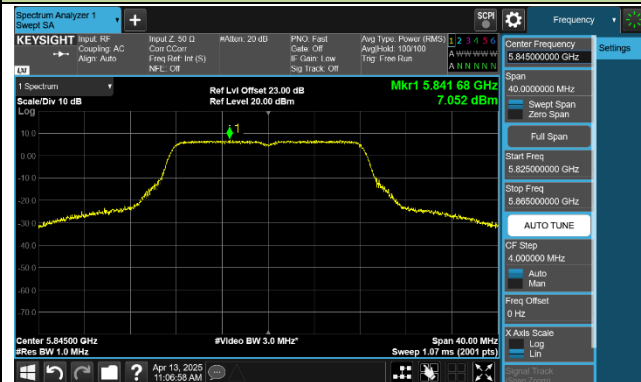 Spectrum Analyzer 1
Swept SA
+
SCPI
Frequency
KEYSIGHT
Input: RF
Coupling: AC
Align: Auto
Input Z: 50 Ω
Corr CCorr
Freq Ref: Int (S)
NFE: Off
#Atten: 20 dB
PNO: Fast
Gate: Off
IF Gain: Low
Sig Track: Off
Avg Type: Power (RMS)
Avg|Hold: 100/100
Trig: Free Run
1 2 3 4 5 6
A W W W W W
A N N N N N
LXI
1 Spectrum
Scale/Div 10 dB
Log
Ref Lvl Offset 23.00 dB
Ref Level 20.00 dBm
Mkr1 5.841 68 GHz
7.052 dBm
1
10.0
0.00
-10.0
-20.0
-30.0
-40.0
-50.0
-60.0
-70.0
Center 5.84500 GHz
#Res BW 1.0 MHz
#Video BW 3.0 MHz*
Span 40.00 MHz
Sweep 1.07 ms (2001 pts)
Apr 13, 2025
11:06:58 AM
Center Frequency
5.845000000 GHz
Settings
Span
40.0000000 MHz
Swept Span
Zero Span
Full Span
Start Freq
5.825000000 GHz
Stop Freq
5.865000000 GHz
AUTO TUNE
CF Step
4.000000 MHz
Auto
Man
Freq Offset
0 Hz
X Axis Scale
Log
Lin
Signal Track
(Span Zoom)